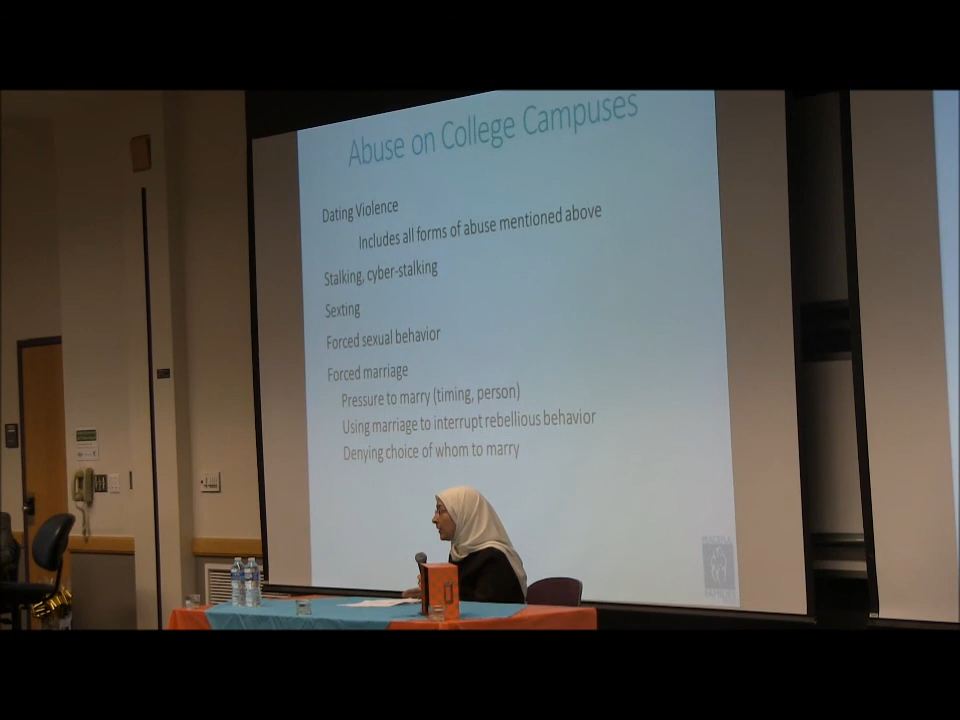 Abuse on College Campuses
Dating Violence
Includes all forms of abuse mentioned above
Stalking, cyber-stalking
Sexting
Forced sexual behavior
Forced marriage
Pressure to marry (timing, person)
Using marriage to interrupt rebellious behavior
Denying choice of whom to marry
PEACEFUL
FAMILIES